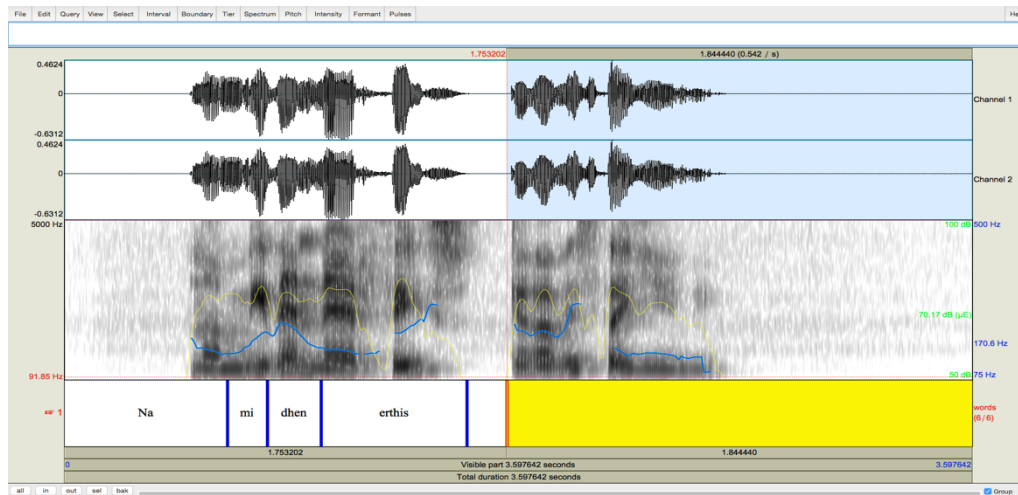 File Edit Query View Select Interval Boundary Tier Spectrum Pitch Intensity Formant Pulses He
1.753202 1.844440 (0.542 / s)
0.4624
0
-0.6312
Channel 1
0.4624
0
-0.6312
Channel 2
5000 Hz
100 dB 500 Hz
70.17 dB (µE)
170.6 Hz
91.85 Hz
50 dB 75 Hz
1 Na mi dhen erthis words
(6/6)
1.753202 1.844440
0 Visible part 3.597642 seconds 3.597642
Total duration 3.597642 seconds
all in out sel bak Group